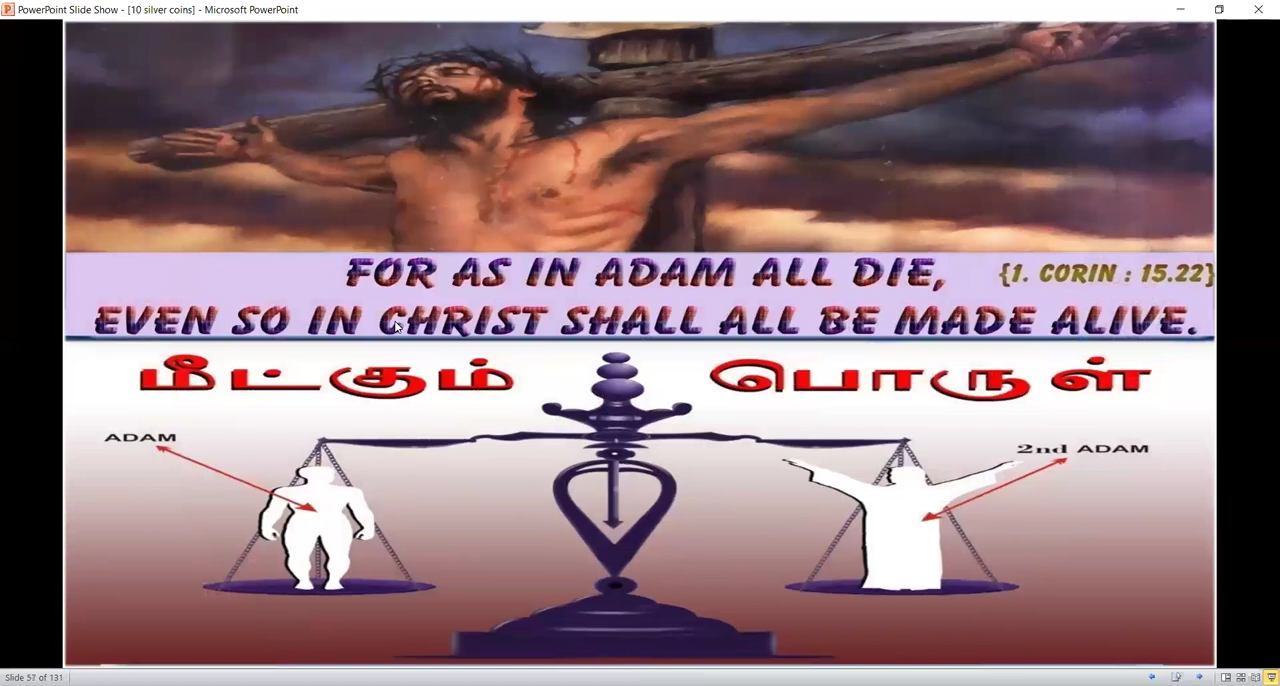 PowerPoint Slide Show - [10 silver coins] - Microsoft PowerPoint
FOR AS IN ADAM ALL DIE, {1. CORIN : 15.22}
EVEN SO IN CHRIST SHALL ALL BE MADE ALIVE.
மீட்கும் பொருள்
ADAM
2nd ADAM
Slide 57 of 131